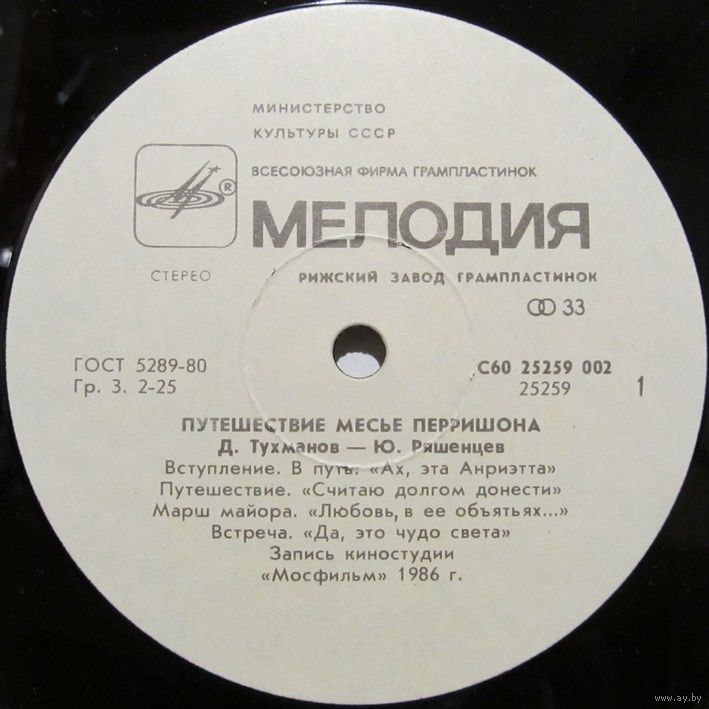 МИНИСТЕРСТВО
КУЛЬТУРЫ СССР
ВСЕСОЮЗНАЯ ФИРМА ГРАМПЛАСТИНОК
®
МЕЛОДИЯ
СТЕРЕО
РИЖСКИЙ ЗАВОД ГРАМПЛАСТИНОК
33
ГОСТ 5289-80
Гр. 3. 2-25
С60 25259 002
25259
1
ПУТЕШЕСТВИЕ МЕСЬЕ ПЕРРИШОНА
Д. Тухманов — Ю. Ряшенцев
Вступление. В путь. «Ах, эта Анриэтта»
Путешествие. «Считаю долгом донести»
Марш майора. «Любовь, в ее объятьях...»
Встреча. «Да, это чудо света»
Запись киностудии
«Мосфильм» 1986 г.
www.ay.by